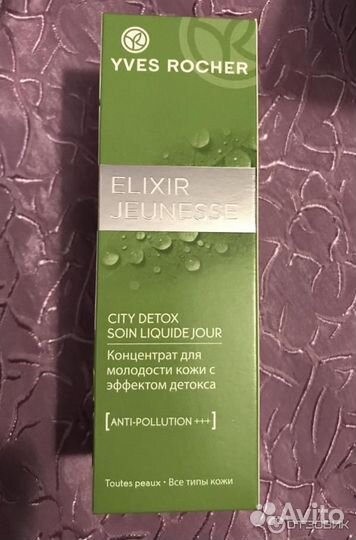 YVES ROCHER
ELIXIR
JEUNESSE
CITY DETOX
SOIN LIQUIDE JOUR
Концентрат для
молодости кожи с
эффектом детокса
[ANTI-POLLUTION +++]
Toutes peaux • Все типы кожи
Avito
ОТЗОВИК